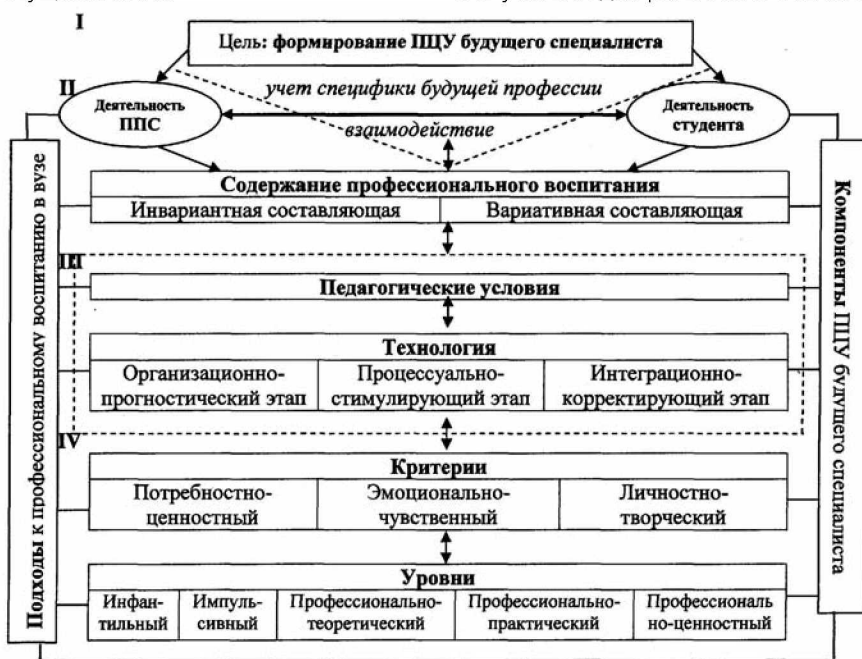 I
Цель: формирование ПЦУ будущего специалиста
II
учет специфики будущей профессии
Деятельность
ППС
Деятельность
студента
взаимодействие
Содержание профессионального воспитания
Инвариантная составляющая
Вариативная составляющая
III
Педагогические условия
Технология
Организационно-
прогностический этап
Процессуально-
стимулирующий этап
Интеграционно-
корректирующий этап
IV
Критерии
Потребностно-
ценностный
Эмоционально-
чувственный
Личностно-
творческий
Уровни
Инфан-
тильный
Импуль-
сивный
Профессионально-
теоретический
Профессионально-
практический
Профессиональ
но-ценностный
Подходы к профессиональному воспитанию в вузе
Компоненты ПЦУ будущего специалиста